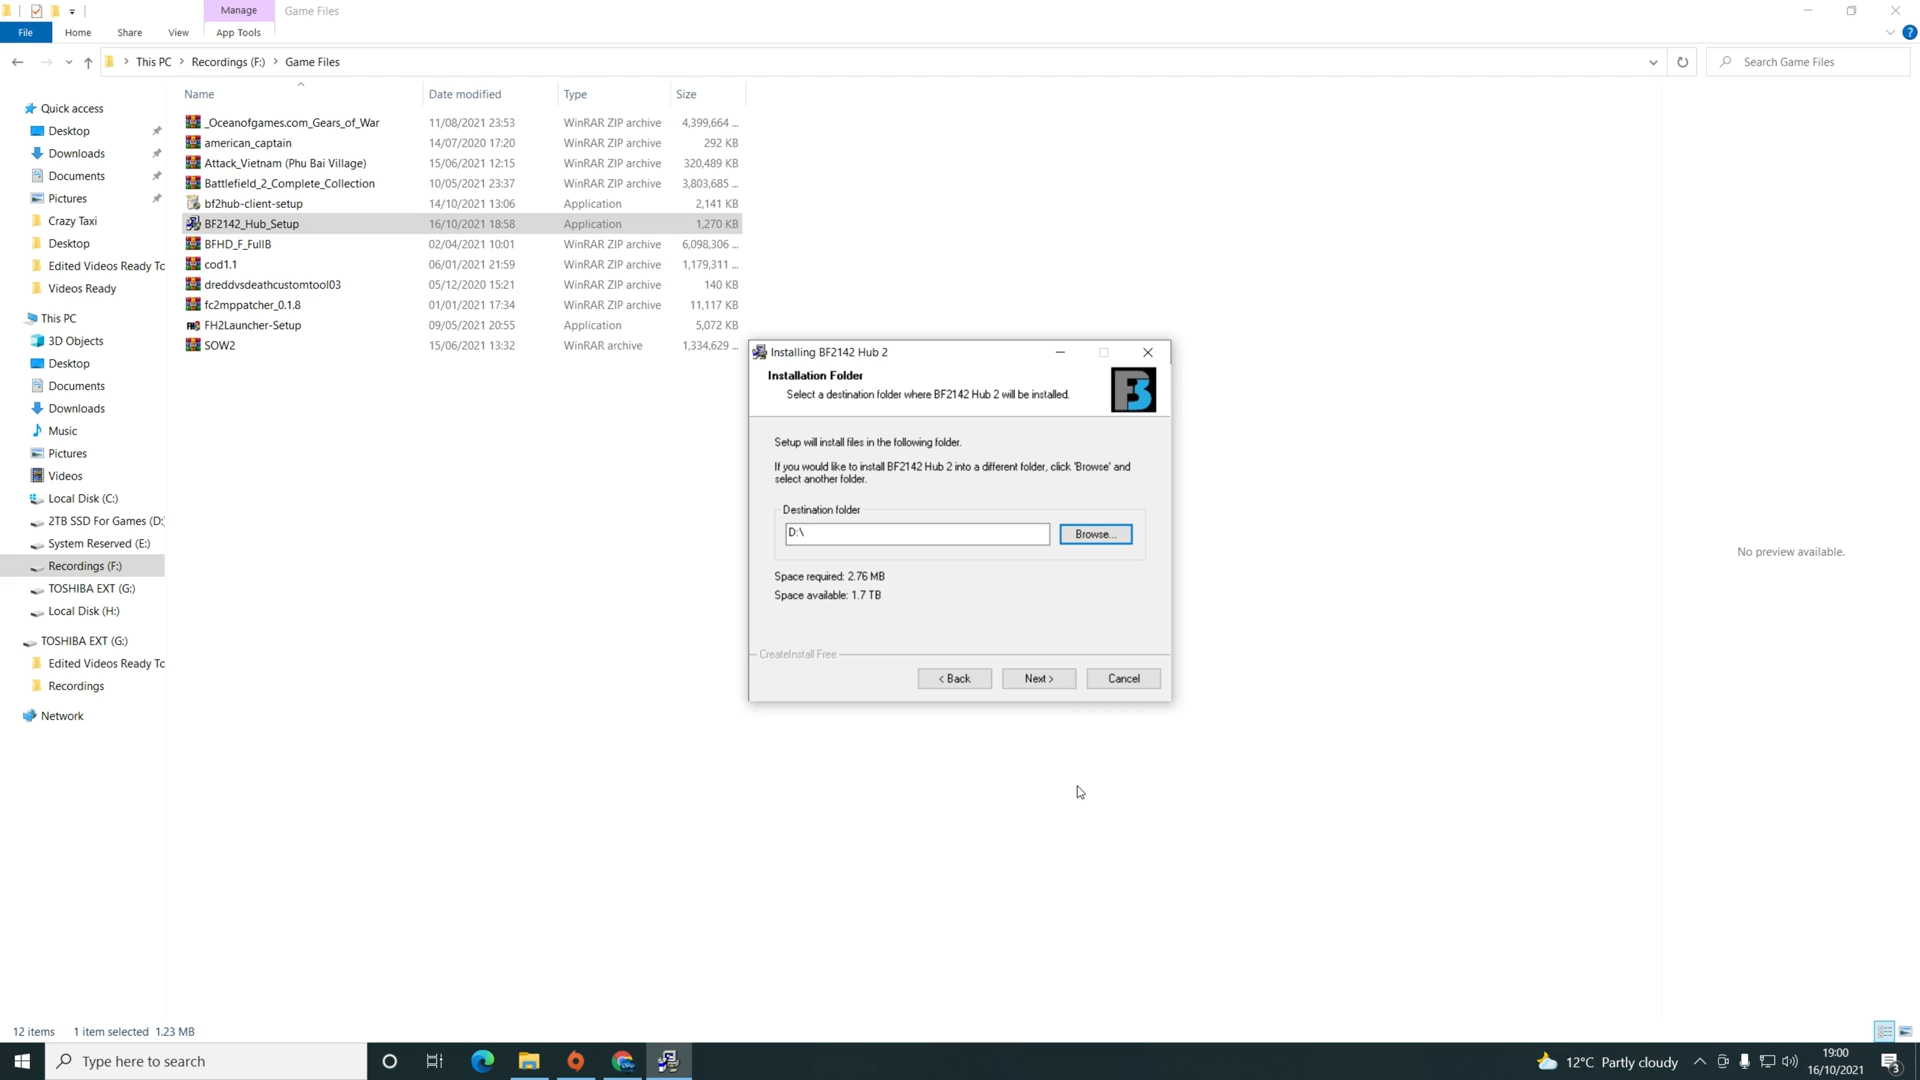 Manage
Game Files
File
Home
Share
View
App Tools
This PC
Recordings (F:)
Game Files
Search Game Files
Name
Date modified
Type
Size
_Oceanofgames.com_Gears_of_War 11/08/2021 23:53 WinRAR ZIP archive 4,399,664 ...
american_captain 14/07/2020 17:20 WinRAR ZIP archive 292 KB
Attack_Vietnam (Phu Bai Village) 15/06/2021 12:15 WinRAR ZIP archive 320,489 KB
Battlefield_2_Complete_Collection 10/05/2021 23:37 WinRAR ZIP archive 3,803,685 ...
bf2hub-client-setup 14/10/2021 13:06 Application 2,141 KB
BF2142_Hub_Setup 16/10/2021 18:58 Application 1,270 KB
BFHD_F_FullB 02/04/2021 10:01 WinRAR ZIP archive 6,098,306 ...
cod1.1 06/01/2021 21:59 WinRAR ZIP archive 1,179,311 ...
dreddvsdeathcustomtool03 05/12/2020 15:21 WinRAR ZIP archive 140 KB
fc2mppatcher_0.1.8 01/01/2021 17:34 WinRAR ZIP archive 11,117 KB
FH2Launcher-Setup 09/05/2021 20:55 Application 5,072 KB
SOW2 15/06/2021 13:32 WinRAR archive 1,334,629 ...
Quick access
Desktop
Downloads
Documents
Pictures
Crazy Taxi
Desktop
Edited Videos Ready To
Videos Ready
This PC
3D Objects
Desktop
Documents
Downloads
Music
Pictures
Videos
Local Disk (C:)
2TB SSD For Games (D:)
System Reserved (E:)
Recordings (F:)
TOSHIBA EXT (G:)
Local Disk (H:)
TOSHIBA EXT (G:)
Edited Videos Ready To
Recordings
Network
Installing BF2142 Hub 2
Installation Folder
Select a destination folder where BF2142 Hub 2 will be installed.
Setup will install files in the following folder.
If you would like to install BF2142 Hub 2 into a different folder, click 'Browse' and
select another folder.
Destination folder
D:\
Browse...
Space required: 2.76 MB
Space available: 1.7 TB
CreateInstall Free
< Back
Next >
Cancel
No preview available.
12 items
1 item selected 1.23 MB
Type here to search
12°C Partly cloudy
19:00
16/10/2021
3